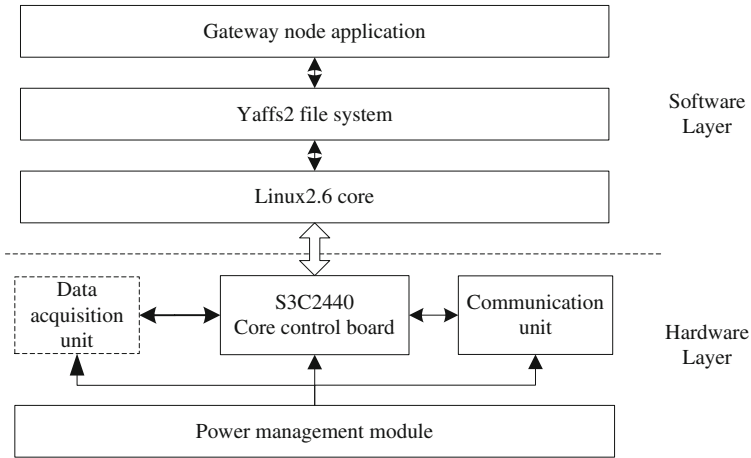 Gateway node application
Yaffs2 file system
Software
Layer
Linux2.6 core
Data
acquisition
unit
S3C2440
Core control board
Communication
unit
Hardware
Layer
Power management module